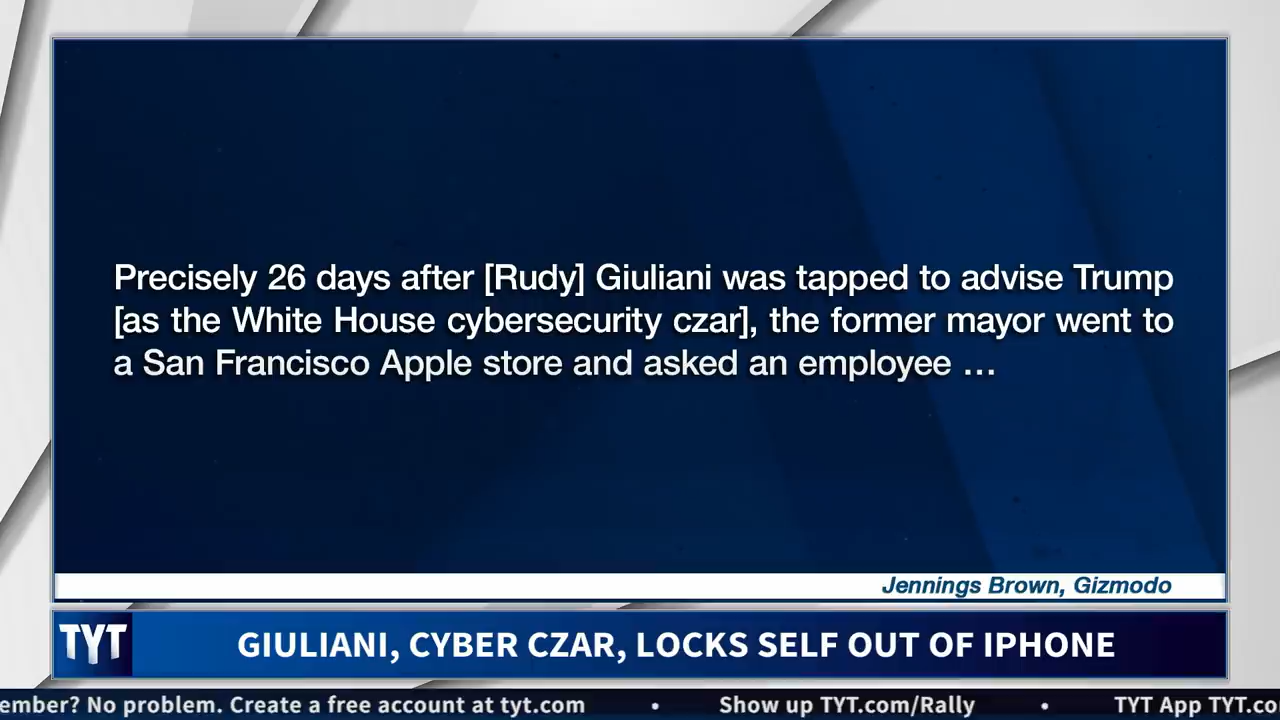 Precisely 26 days after [Rudy] Giuliani was tapped to advise Trump
[as the White House cybersecurity czar], the former mayor went to
a San Francisco Apple store and asked an employee …
Jennings Brown, Gizmodo
TYT
GIULIANI, CYBER CZAR, LOCKS SELF OUT OF IPHONE
ember? No problem. Create a free account at tyt.com • Show up TYT.com/Rally • TYT App TYT.co